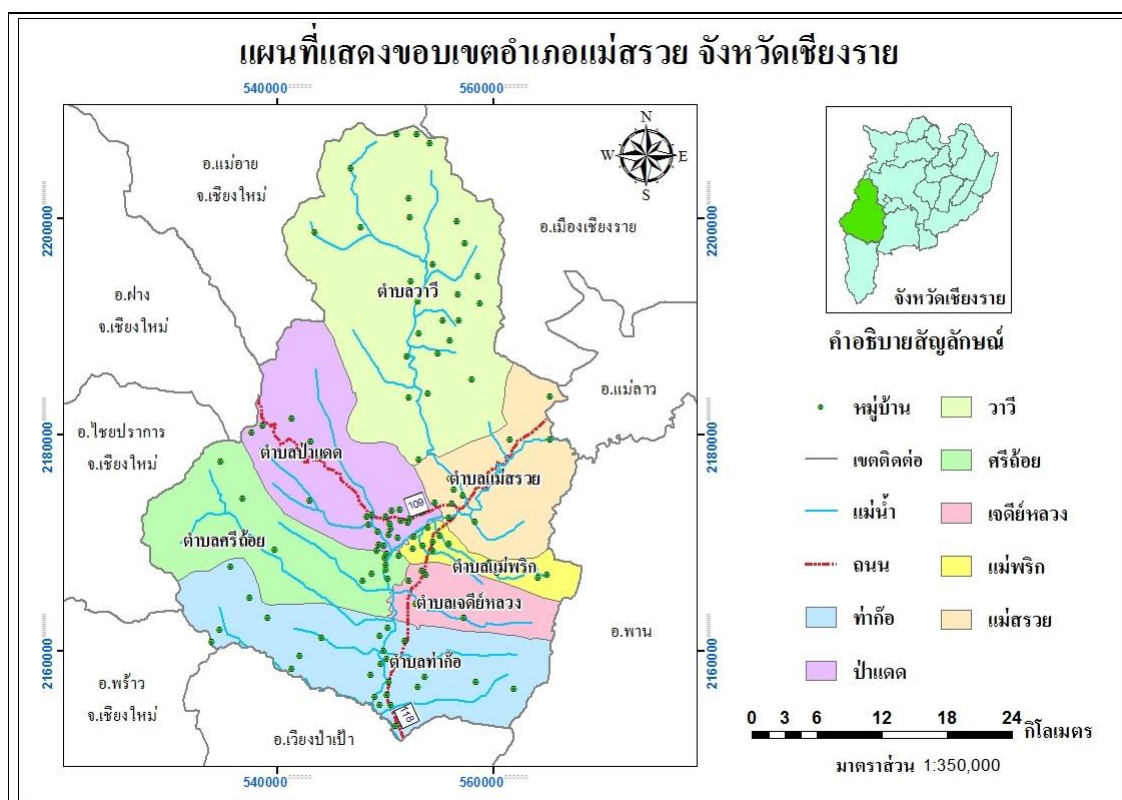 แผนที่แสดงขอบเขตอำเภอแม่สรวย จังหวัดเชียงราย
540000 560000
N
W E
S
อ.แม่อาย
จ.เชียงใหม่
2200000
2200000
อ.เมืองเชียงราย
อ.ฝาง
จ.เชียงใหม่
ตำบลวาวี
จังหวัดเชียงราย
คำอธิบายสัญลักษณ์
อ.แม่ลาว
อ.ไชยปราการ
จ.เชียงใหม่
2180000
2180000
ตำบลป่าแดด
ตำบลแม่สรวย
109
ตำบลศรีถ้อย
ตำบลแม่พริก
ตำบลเจดีย์หลวง
อ.พาน
ตำบลท่าก๊อ
2160000
2160000
อ.พร้าว
จ.เชียงใหม่
118
อ.เวียงป่าเป้า
540000 560000
หมู่บ้าน วาวี
เขตติดต่อ ศรีถ้อย
แม่น้ำ เจดีย์หลวง
ถนน แม่พริก
ท่าก๊อ แม่สรวย
ป่าแดด
0 3 6 12 18 24
กิโลเมตร
มาตราส่วน 1:350,000